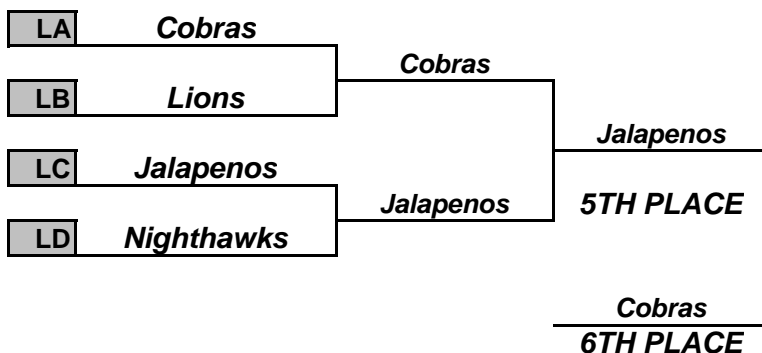 LA Cobras
Cobras
LB Lions
Jalapenos
LC Jalapenos
5TH PLACE
Jalapenos
LD Nighthawks
Cobras
6TH PLACE